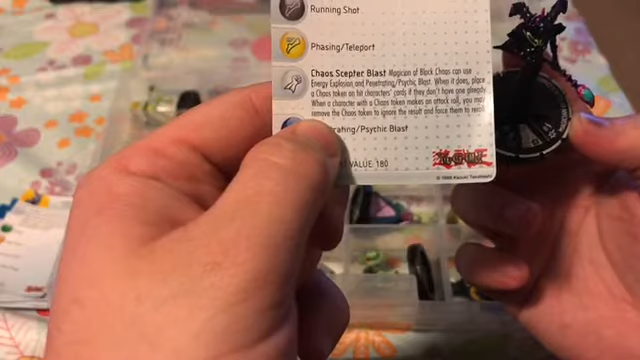 Running Shot
Phasing/Teleport
Chaos Scepter Blast Magician of Black Chaos can use
Energy Explosion and Penetrating/Psychic Blast. When it does, place
a Chaos token on hit characters' cards if they don't have one already.
When a character with a Chaos token makes an attack roll, you may
remove the Chaos token to ignore the result and force them to reroll
trating/Psychic Blast
VALUE: 180
Yu-Gi-Oh!
© 1996 Kazuki Takahashi